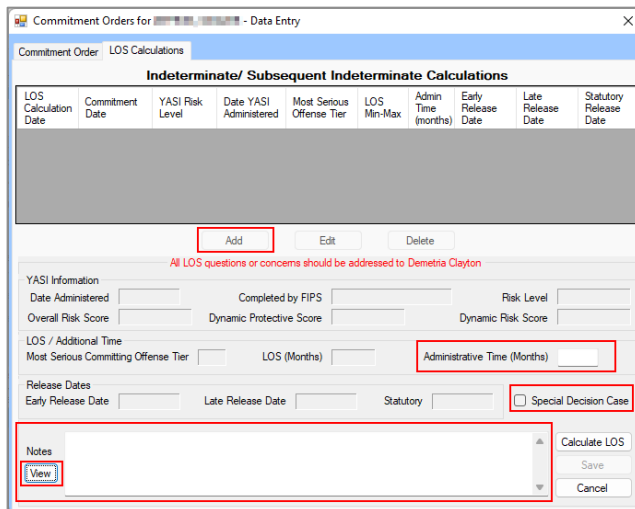 Commitment Orders for - Data Entry
Commitment Order LOS Calculations
Indeterminate/ Subsequent Indeterminate Calculations
LOS Calculation Date Commitment Date YASI Risk Level Date YASI Administered Most Serious Offense Tier LOS Min-Max Admin Time (months) Early Release Date Late Release Date Statutory Release Date
Add Edit Delete
All LOS questions or concerns should be addressed to Demetria Clayton
YASI Information
Date Administered Completed by FIPS Risk Level
Overall Risk Score Dynamic Protective Score Dynamic Risk Score
LOS / Additional Time
Most Serious Committing Offense Tier LOS (Months) Administrative Time (Months)
Release Dates
Early Release Date Late Release Date Statutory Special Decision Case
Notes
View
Calculate LOS
Save
Cancel